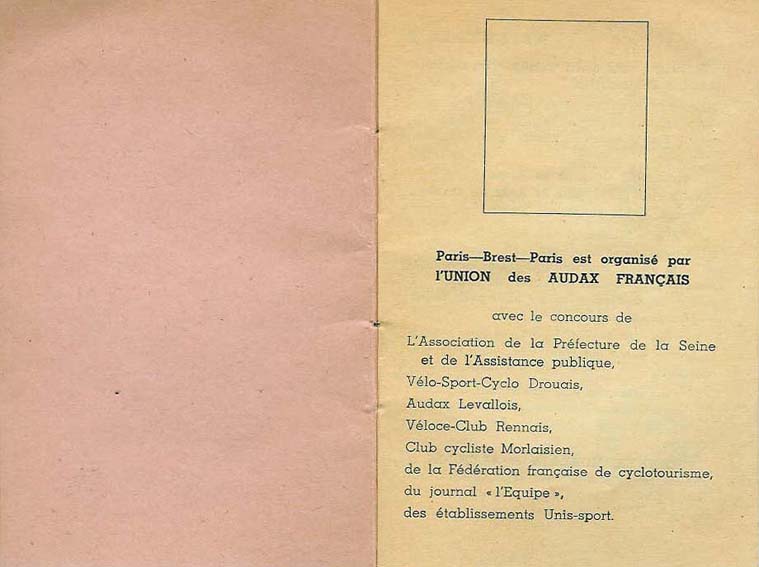 Paris—Brest—Paris est organisé par
l'UNION des AUDAX FRANÇAIS
avec le concours de
L'Association de la Préfecture de la Seine
et de l'Assistance publique,
Vélo-Sport-Cyclo Drouais,
Audax Levallois,
Véloce-Club Rennais,
Club cycliste Morlaisien,
de la Fédération française de cyclotourisme,
du journal « l'Equipe »,
des établissements Unis-sport.